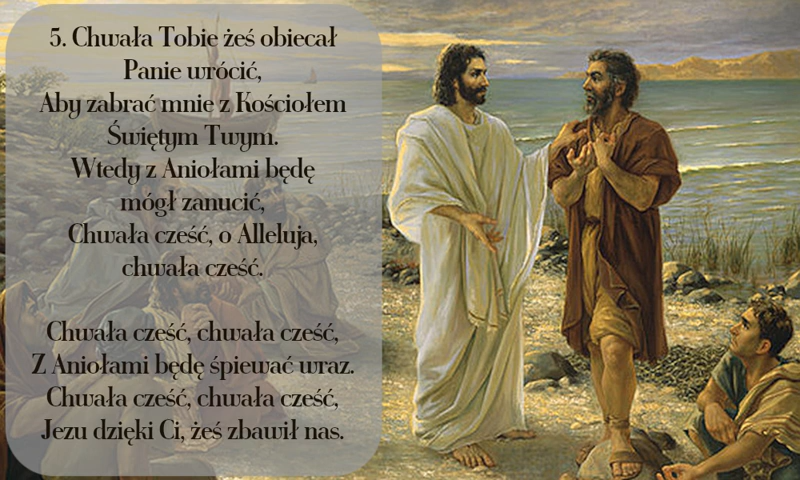 5. Chwała Tobie żeś obiecał
Panie wrócić,
Aby zabrać mnie z Kościołem
Świętym Twym.
Wtedy z Aniołami będę
mógł zanucić,
Chwała cześć, o Alleluja,
chwała cześć.
Chwała cześć, chwała cześć,
Z Aniołami będę śpiewać wraz.
Chwała cześć, chwała cześć,
Jezu dzięki Ci, żeś zbawił nas.